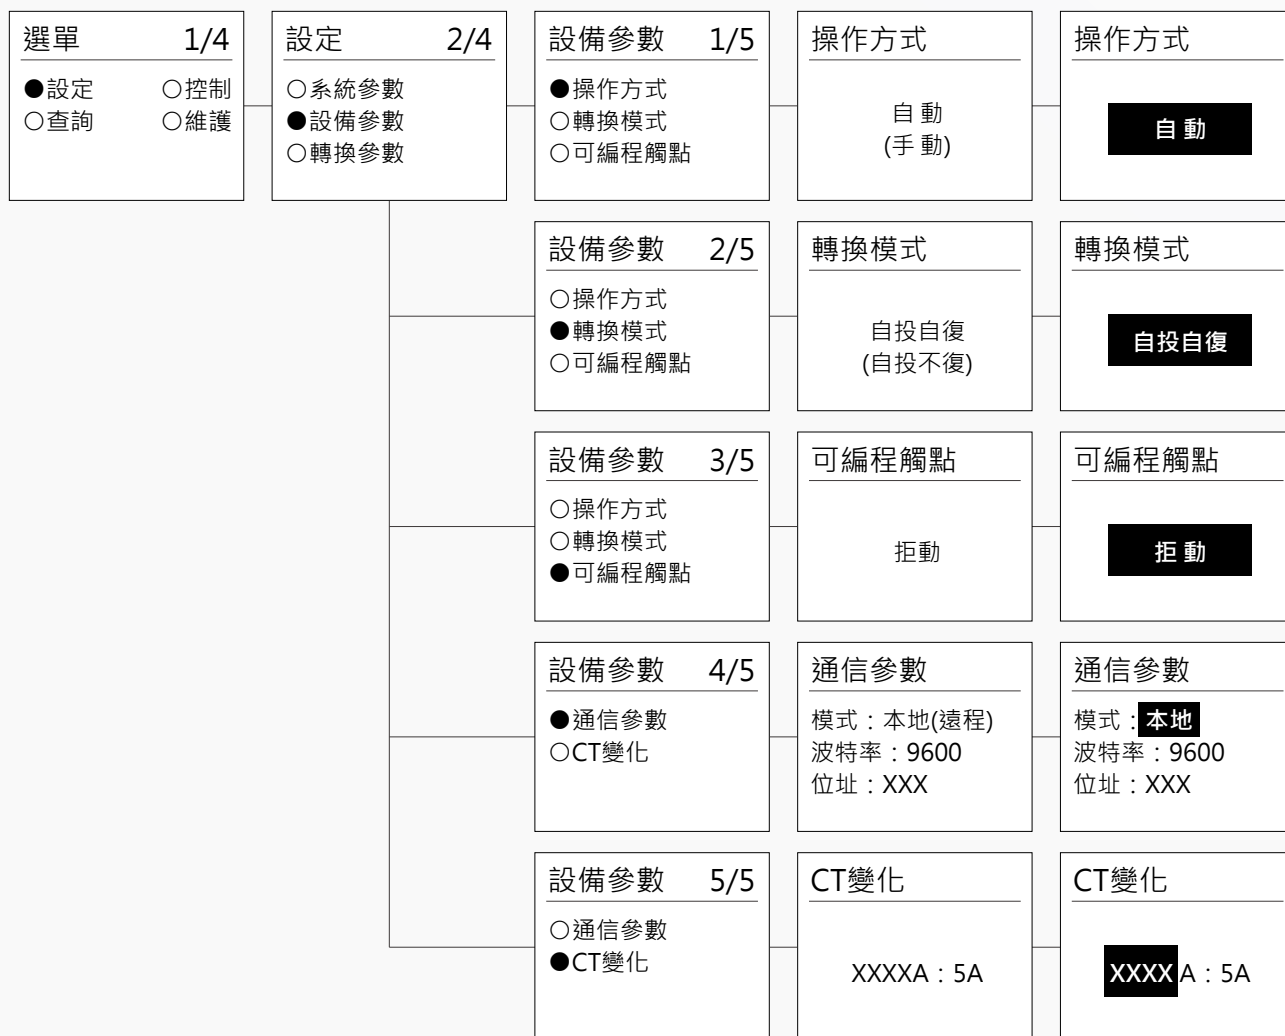 選單 1/4
●設定 ○控制
○查詢 ○維護
設定 2/4
○系統參數
●設備參數
○轉換參數
設備參數 1/5
●操作方式
○轉換模式
○可編程觸點
操作方式
自動
(手動)
操作方式
自動
設備參數 2/5
○操作方式
●轉換模式
○可編程觸點
轉換模式
自投自復
(自投不復)
轉換模式
自投自復
設備參數 3/5
○操作方式
○轉換模式
●可編程觸點
可編程觸點
拒動
可編程觸點
拒動
設備參數 4/5
●通信參數
○CT變化
通信參數
模式：本地(遠程)
波特率：9600
位址：XXX
通信參數
模式：本地
波特率：9600
位址：XXX
設備參數 5/5
○通信參數
●CT變化
CT變化
XXXXA：5A
CT變化
XXXXA：5A